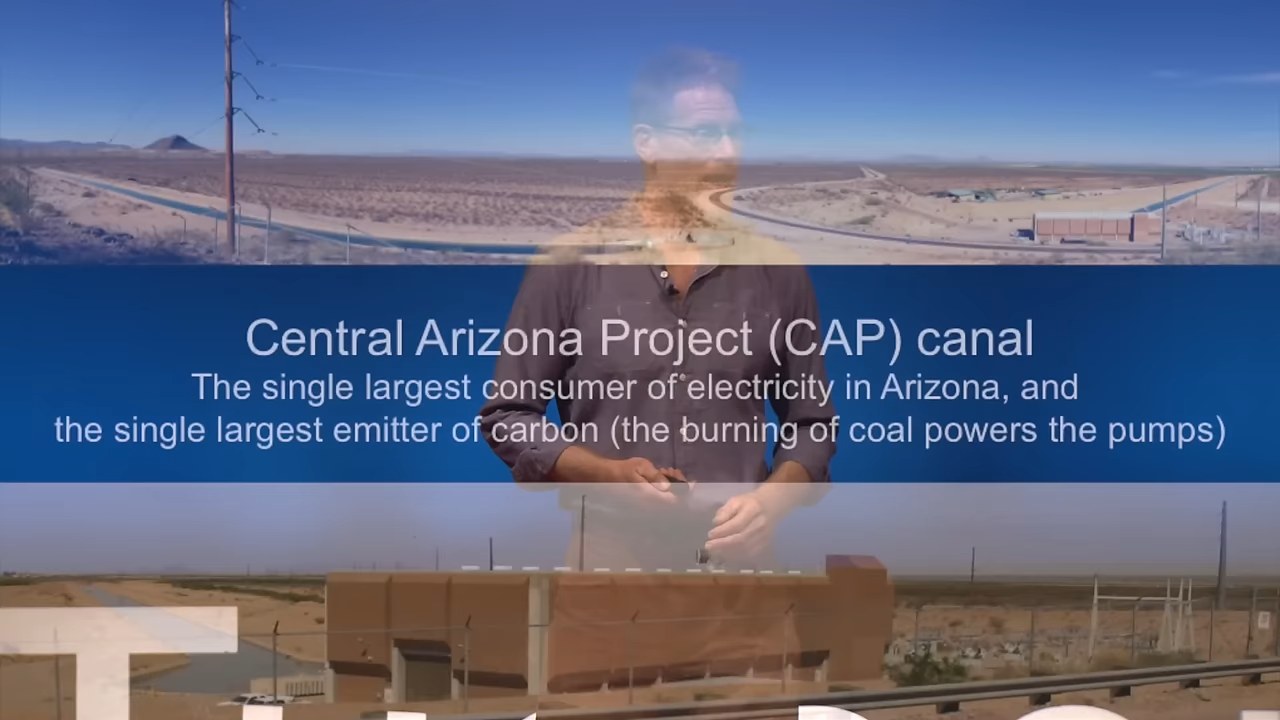 Central Arizona Project (CAP) canal
The single largest consumer of electricity in Arizona, and
the single largest emitter of carbon (the burning of coal powers the pumps)